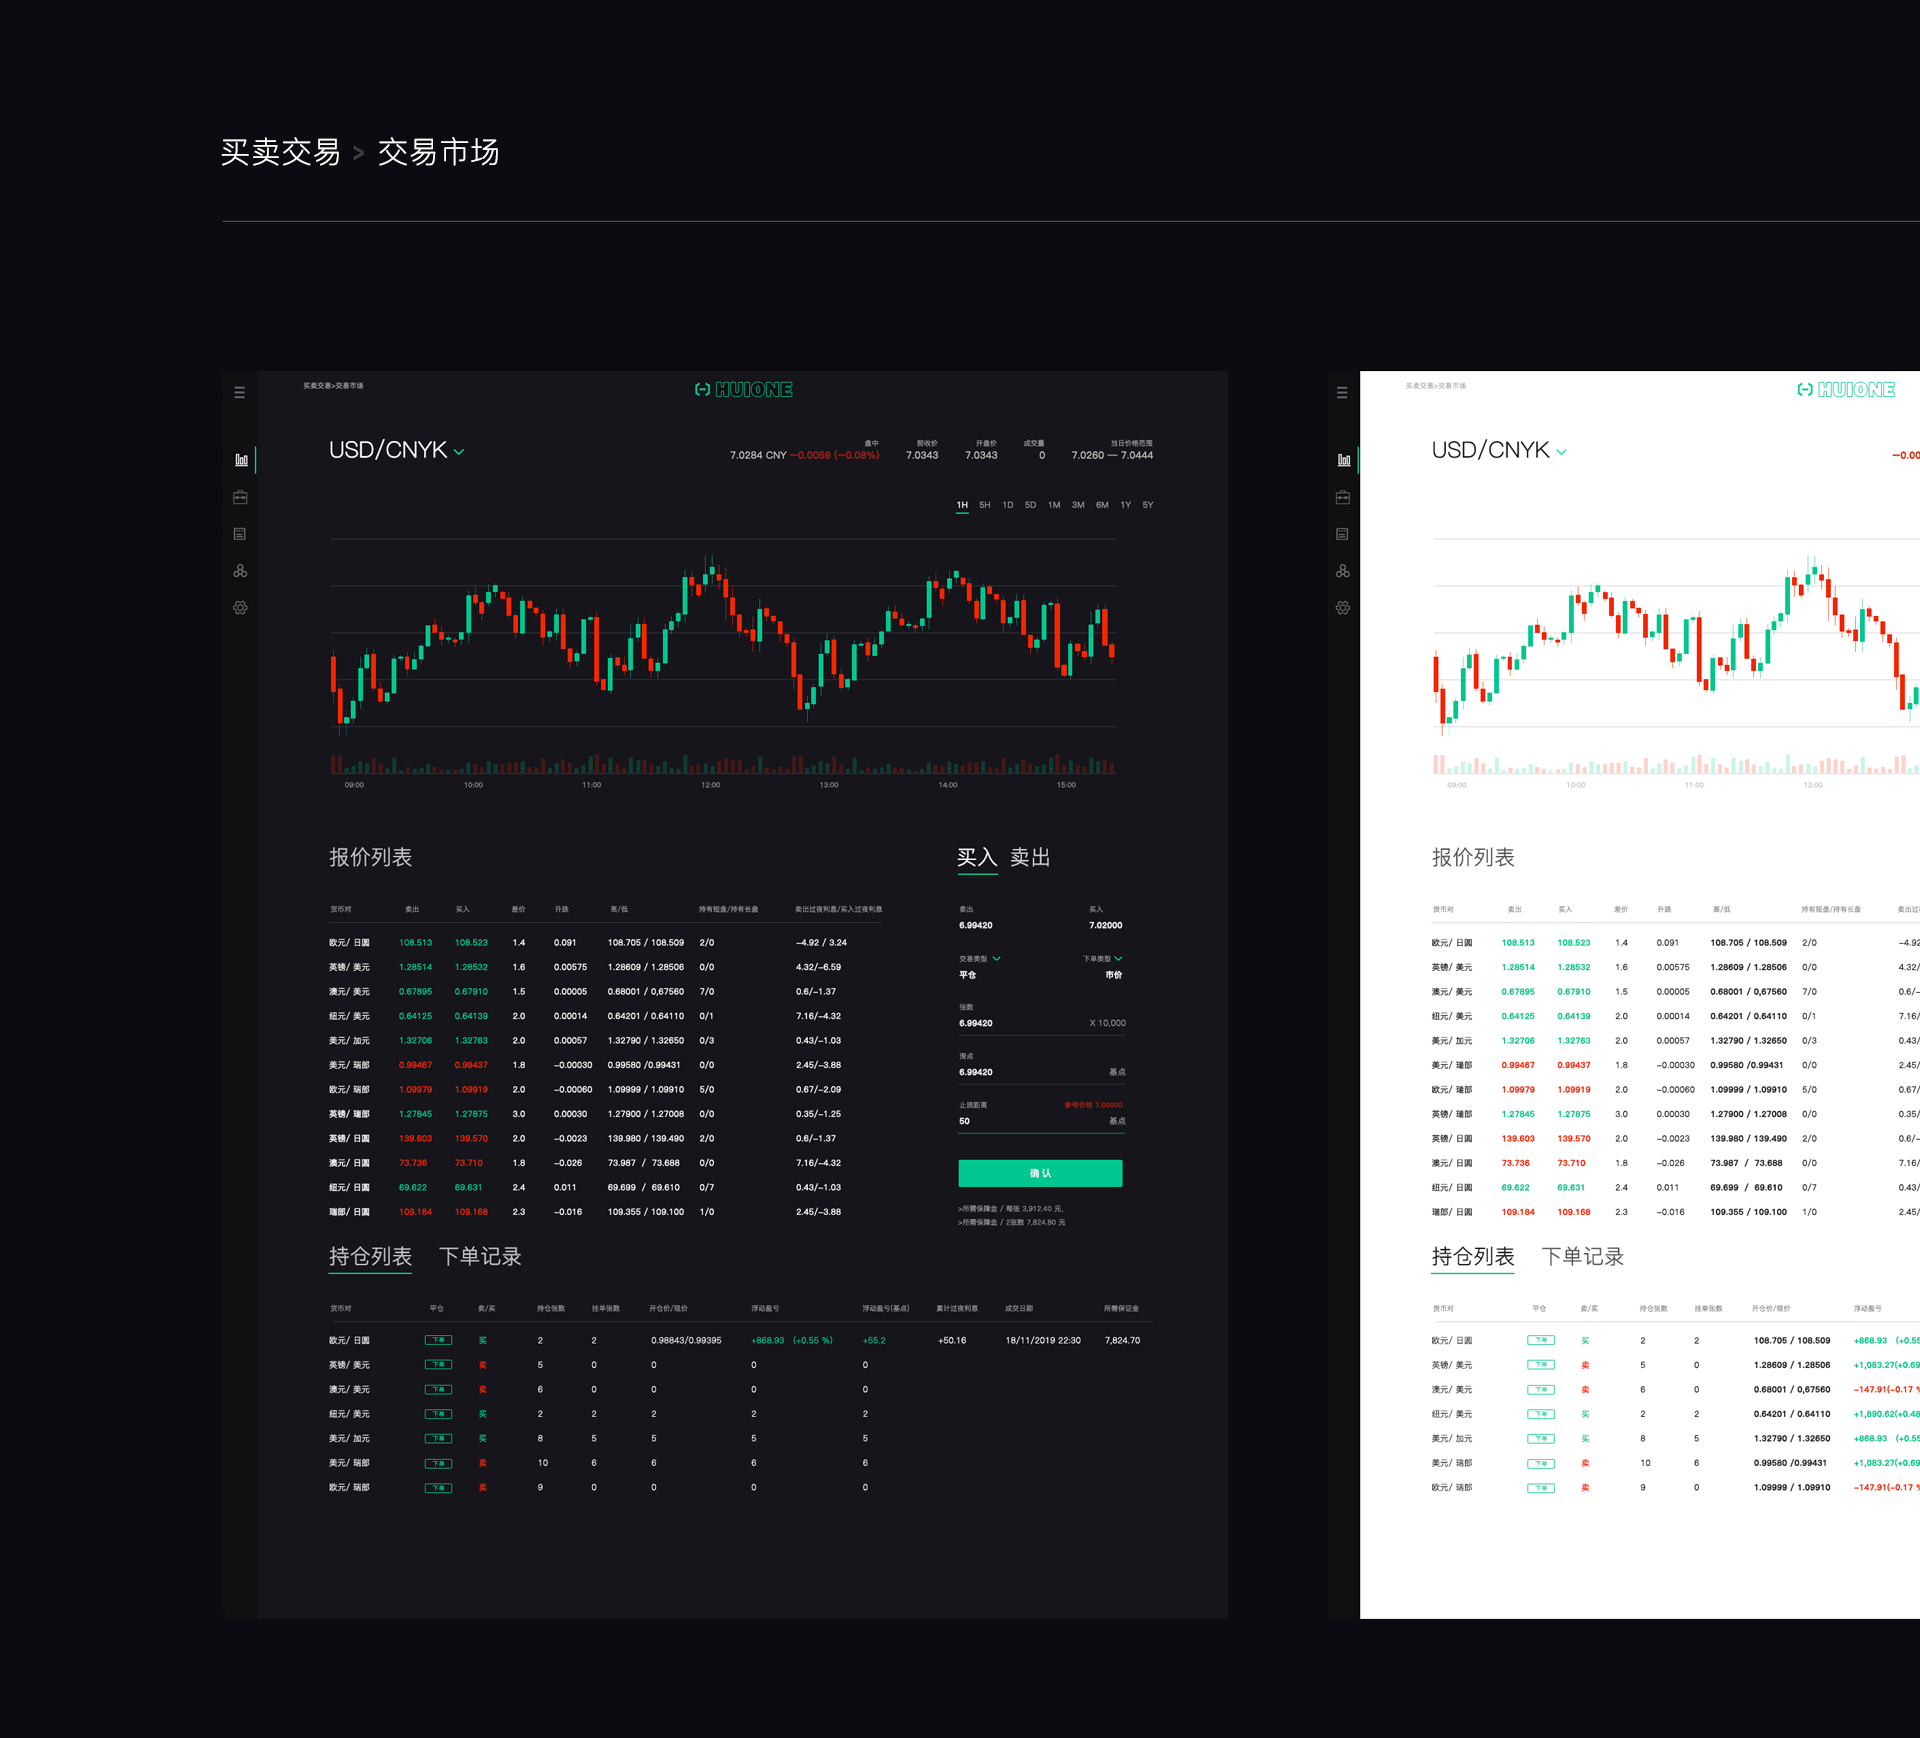 买卖交易 > 交易市场
买卖交易>交易市场
HUIONE
USD/CNYK
盘中 前收价 开盘价 成交量 当日价格范围
7.0284 CNY −0.0059 (−0.08%) 7.0343 7.0343 0 7.0260 — 7.0444
1H 5H 1D 5D 1M 3M 6M 1Y 5Y
09:00 10:00 11:00 12:00 13:00 14:00 15:00
报价列表
货币对 卖出 买入 差价 升跌 高/低 持有短盘/持有长盘 卖出过夜利息/买入过夜利息
欧元/ 日圆 108.513 108.523 1.4 0.091 108.705 / 108.509 2/0 −4.92 / 3.24
英镑/ 美元 1.28514 1.28532 1.6 0.00575 1.28609 / 1.28506 0/0 4.32/−6.59
澳元/ 美元 0.67895 0.67910 1.5 0.00005 0.68001 / 0,67560 7/0 0.6/−1.37
纽元/ 美元 0.64125 0.64139 2.0 0.00014 0.64201 / 0.64110 0/1 7.16/−4.32
美元/ 加元 1.32706 1.32763 2.0 0.00057 1.32790 / 1.32650 0/3 0.43/−1.03
美元/ 瑞郎 0.99467 0.99437 1.8 −0.00030 0.99580 /0.99431 0/0 2.45/−3.88
欧元/ 瑞郎 1.09979 1.09919 2.0 −0.00060 1.09999 / 1.09910 5/0 0.67/−2.09
英镑/ 瑞郎 1.27845 1.27875 3.0 0.00030 1.27900 / 1.27008 0/0 0.35/−1.25
英镑/ 日圆 139.603 139.570 2.0 −0.0023 139.980 / 139.490 2/0 0.6/−1.37
澳元/ 日圆 73.736 73.710 1.8 −0.026 73.987 / 73.688 0/0 7.16/−4.32
纽元/ 日圆 69.622 69.631 2.4 0.011 69.699 / 69.610 0/7 0.43/−1.03
瑞郎/ 日圆 109.184 109.168 2.3 −0.016 109.355 / 109.100 1/0 2.45/−3.88
买入 卖出
卖出 买入
6.99420 7.02000
交易类型 下单类型
平仓 市价
张数
6.99420 X 10,000
滑点
6.99420 基点
止损距离 参考价格 7.00000
50 基点
确认
>所需保障金 / 每张 3,912.40 元,
>所需保障金 / 2张数 7,824.80 元
持仓列表 下单记录
货币对 平仓 卖/买 持仓张数 挂单张数 开仓价/现价 浮动盈亏 浮动盈亏(基点) 累计过夜利息 成交日期 所需保证金
欧元/ 日圆 下单 买 2 2 0.98843/0.99395 +868.93 (+0.55 %) +55.2 +50.16 18/11/2019 22:30 7,824.70
英镑/ 美元 下单 卖 5 0 0 0 0
澳元/ 美元 下单 卖 6 0 0 0 0
纽元/ 美元 下单 买 2 2 2 2 2
美元/ 加元 下单 买 8 5 5 5 5
美元/ 瑞郎 下单 卖 10 6 6 6 6
欧元/ 瑞郎 下单 卖 9 0 0 0 0
买卖交易>交易市场
HUIONE
USD/CNYK
−0.00
09:00 10:00 11:00 12:00
报价列表
货币对 卖出 买入 差价 升跌 高/低 持有短盘/持有长盘 卖出过
欧元/ 日圆 108.513 108.523 1.4 0.091 108.705 / 108.509 2/0 −4.92
英镑/ 美元 1.28514 1.28532 1.6 0.00575 1.28609 / 1.28506 0/0 4.32/
澳元/ 美元 0.67895 0.67910 1.5 0.00005 0.68001 / 0,67560 7/0 0.6/−
纽元/ 美元 0.64125 0.64139 2.0 0.00014 0.64201 / 0.64110 0/1 7.16/
美元/ 加元 1.32706 1.32763 2.0 0.00057 1.32790 / 1.32650 0/3 0.43/
美元/ 瑞郎 0.99467 0.99437 1.8 −0.00030 0.99580 /0.99431 0/0 2.45/
欧元/ 瑞郎 1.09979 1.09919 2.0 −0.00060 1.09999 / 1.09910 5/0 0.67/
英镑/ 瑞郎 1.27845 1.27875 3.0 0.00030 1.27900 / 1.27008 0/0 0.35/
英镑/ 日圆 139.603 139.570 2.0 −0.0023 139.980 / 139.490 2/0 0.6/−
澳元/ 日圆 73.736 73.710 1.8 −0.026 73.987 / 73.688 0/0 7.16/
纽元/ 日圆 69.622 69.631 2.4 0.011 69.699 / 69.610 0/7 0.43/
瑞郎/ 日圆 109.184 109.168 2.3 −0.016 109.355 / 109.100 1/0 2.45/
持仓列表 下单记录
货币对 平仓 卖/买 持仓张数 挂单张数 开仓价/现价 浮动盈亏
欧元/ 日圆 下单 买 2 2 108.705 / 108.509 +868.93 (+0.55
英镑/ 美元 下单 卖 5 0 1.28609 / 1.28506 +1,083.27(+0.69
澳元/ 美元 下单 卖 6 0 0.68001 / 0,67560 −147.91(−0.17 %
纽元/ 美元 下单 买 2 2 0.64201 / 0.64110 +1,890.62(+0.48
美元/ 加元 下单 买 8 5 1.32790 / 1.32650 +868.93 (+0.55
美元/ 瑞郎 下单 卖 10 6 0.99580 /0.99431 +1,083.27(+0.69
欧元/ 瑞郎 下单 卖 9 0 1.09999 / 1.09910 −147.91(−0.17 %